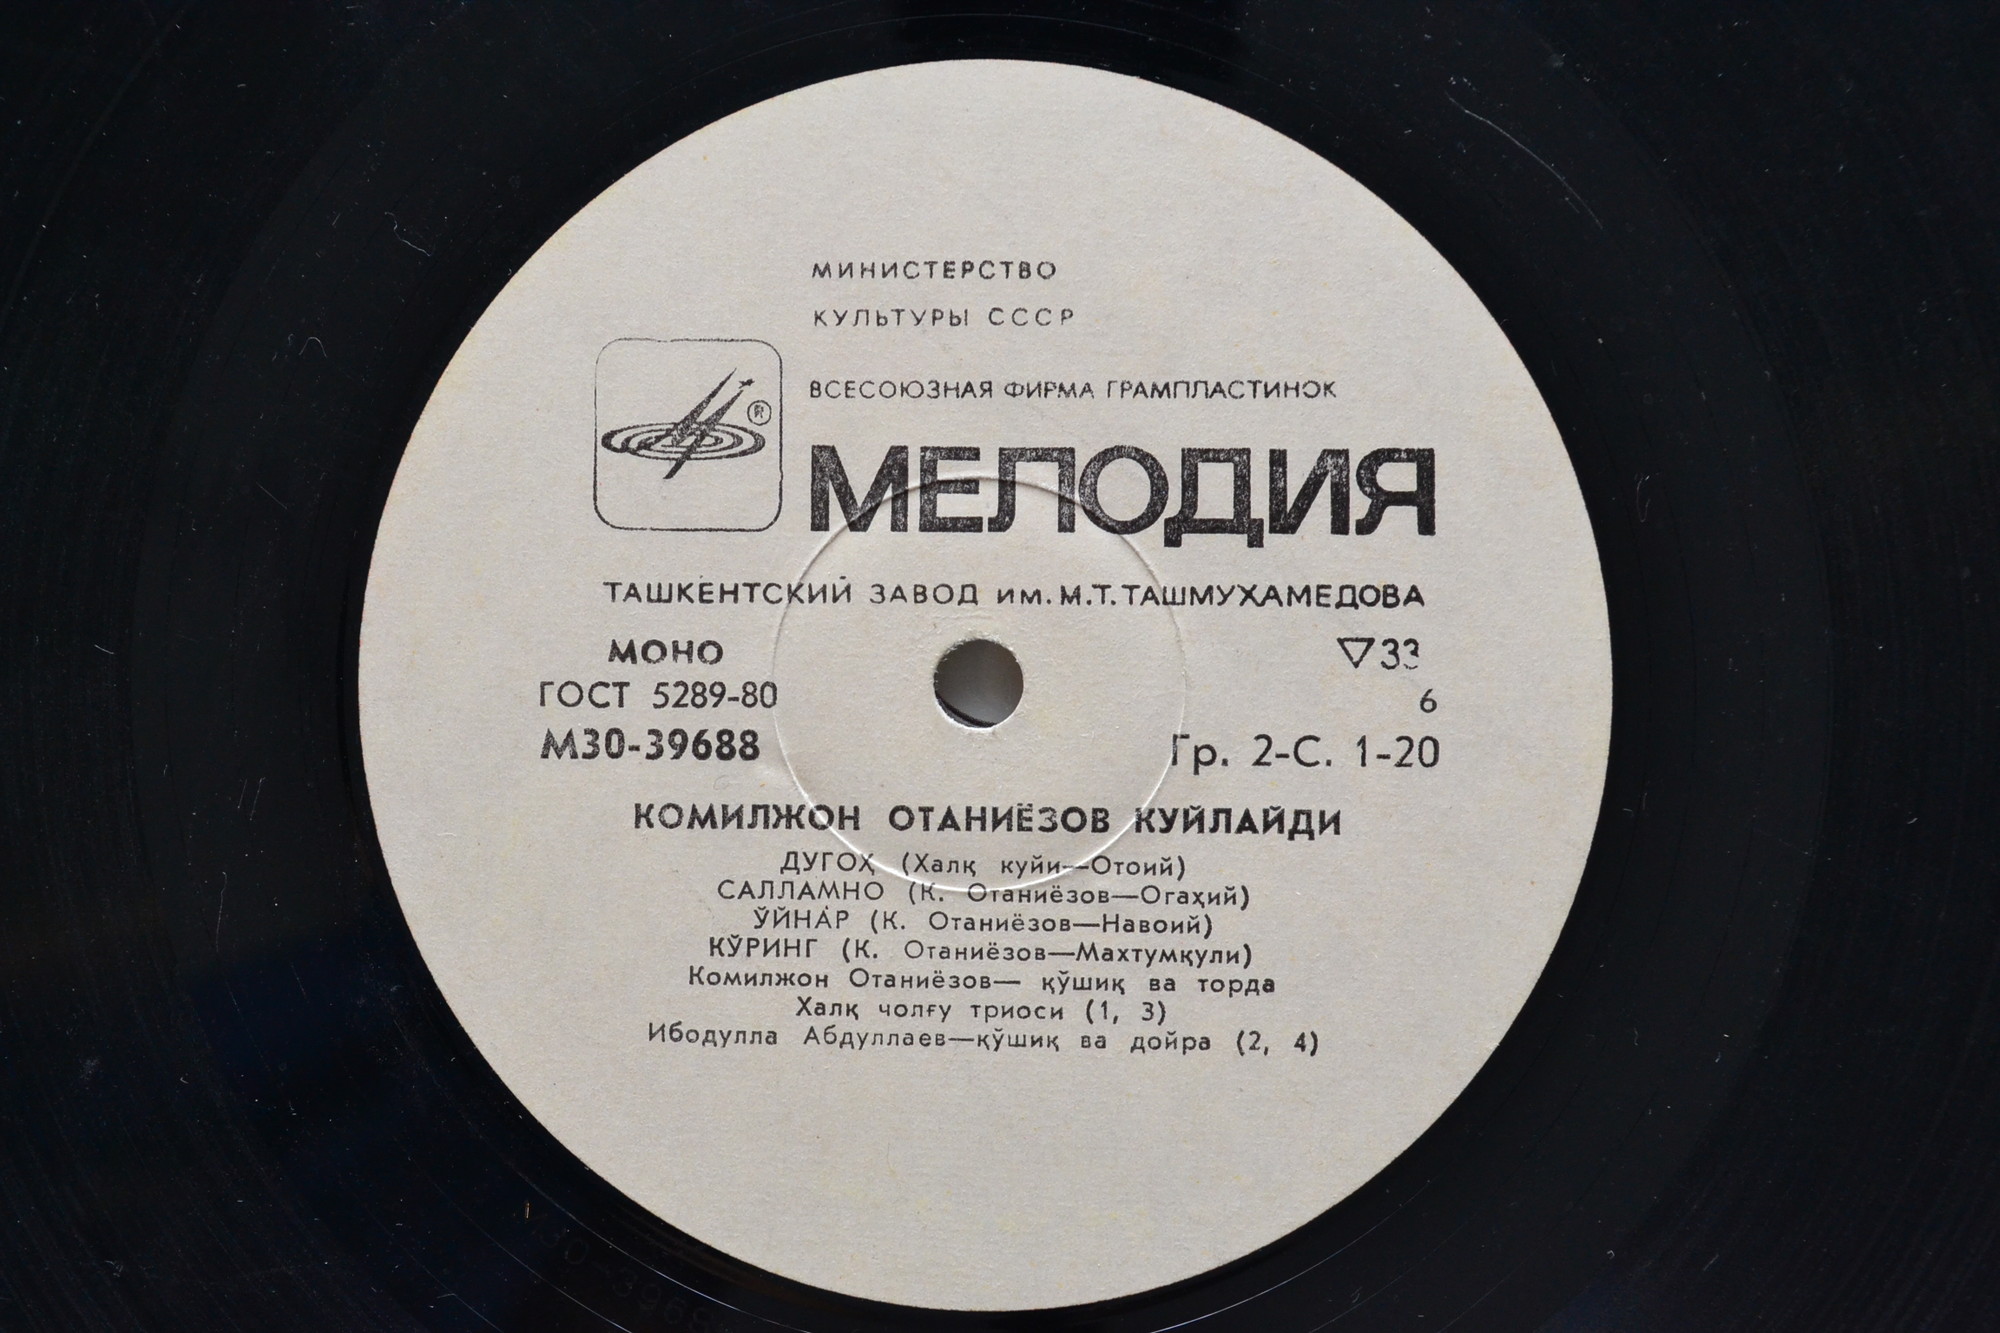 МИНИСТЕРСТВО
КУЛЬТУРЫ СССР
ВСЕСОЮЗНАЯ ФИРМА ГРАМПЛАСТИНОК
®
МЕЛОДИЯ
ТАШКЕНТСКИЙ ЗАВОД им. М.Т. ТАШМУХАМЕДОВА
МОНО ▽33
ГОСТ 5289-80 6
М30-39688 Гр. 2-С. 1-20
КОМИЛЖОН ОТАНИЁЗОВ КУЙЛАЙДИ
ДУГОҲ (Халқ куйи—Отоий)
САЛЛАМНО (К. Отаниёзов—Огаҳий)
ЎЙНАР (К. Отаниёзов—Навоий)
КЎРИНГ (К. Отаниёзов—Махтумқули)
Комилжон Отаниёзов— қўшиқ ва торда
Халқ чолғу триоси (1, 3)
Ибодулла Абдуллаев—қўшиқ ва дойра (2, 4)